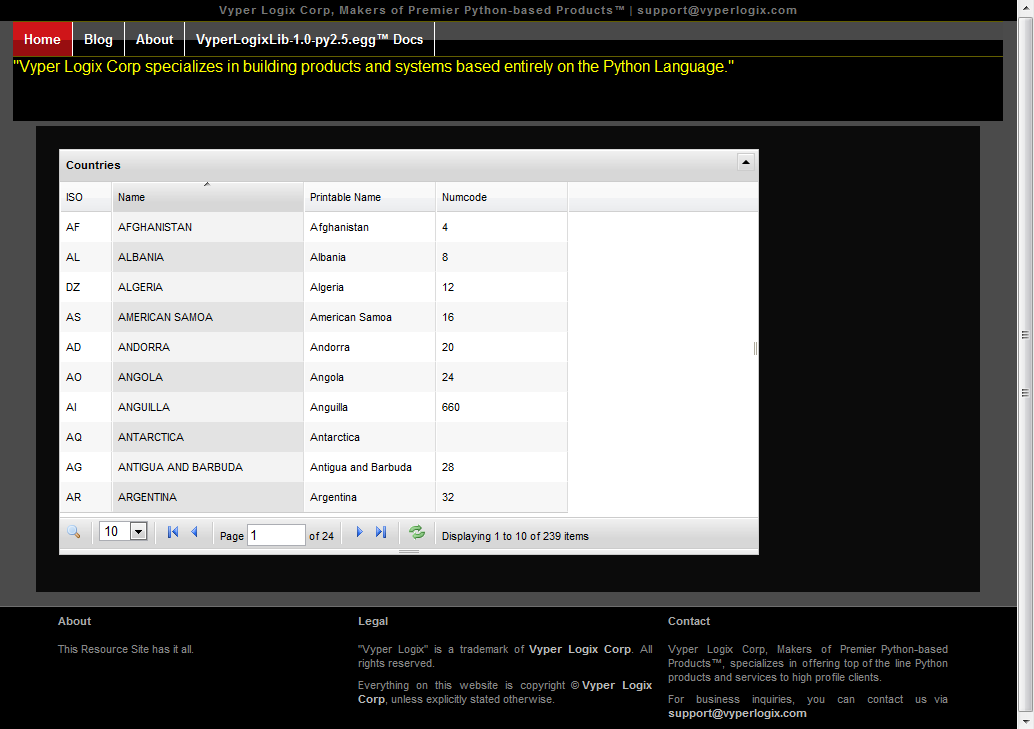 Vyper Logix Corp, Makers of Premier Python-based Products™ | support@vyperlogix.com
Home Blog About VyperLogixLib-1.0-py2.5.egg™ Docs
"Vyper Logix Corp specializes in building products and systems based entirely on the Python Language."
Countries
ISO Name Printable Name Numcode
AF AFGHANISTAN Afghanistan 4
AL ALBANIA Albania 8
DZ ALGERIA Algeria 12
AS AMERICAN SAMOA American Samoa 16
AD ANDORRA Andorra 20
AO ANGOLA Angola 24
AI ANGUILLA Anguilla 660
AQ ANTARCTICA Antarctica
AG ANTIGUA AND BARBUDA Antigua and Barbuda 28
AR ARGENTINA Argentina 32
10 Page 1 of 24 Displaying 1 to 10 of 239 items
About
This Resource Site has it all.
Legal
"Vyper Logix" is a trademark of Vyper Logix Corp. All
rights reserved.
Everything on this website is copyright © Vyper Logix
Corp, unless explicitly stated otherwise.
Contact
Vyper Logix Corp, Makers of Premier Python-based
Products™, specializes in offering top of the line Python
products and services to high profile clients.
For business inquiries, you can contact us via
support@vyperlogix.com